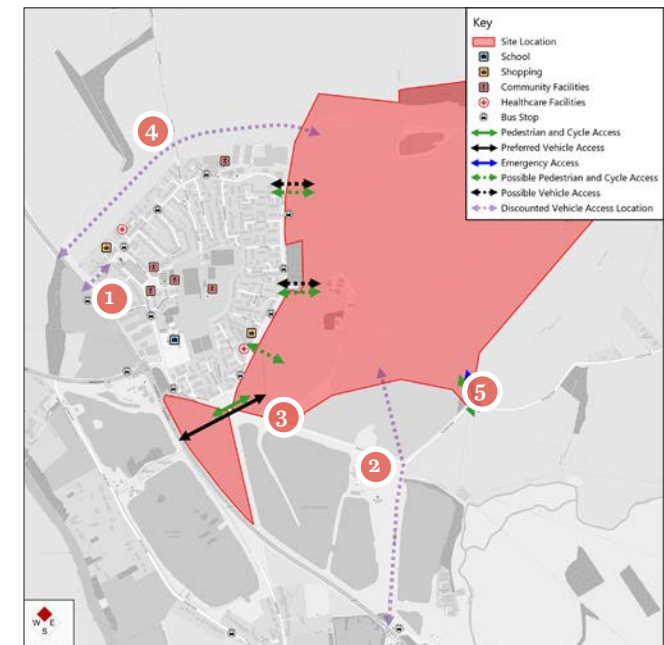 Key
Site Location
School
Shopping
Community Facilities
Healthcare Facilities
Bus Stop
Pedestrian and Cycle Access
Preferred Vehicle Access
Emergency Access
Possible Pedestrian and Cycle Access
Possible Vehicle Access
Discounted Vehicle Access Location
4
1
5
3
2
W E
S